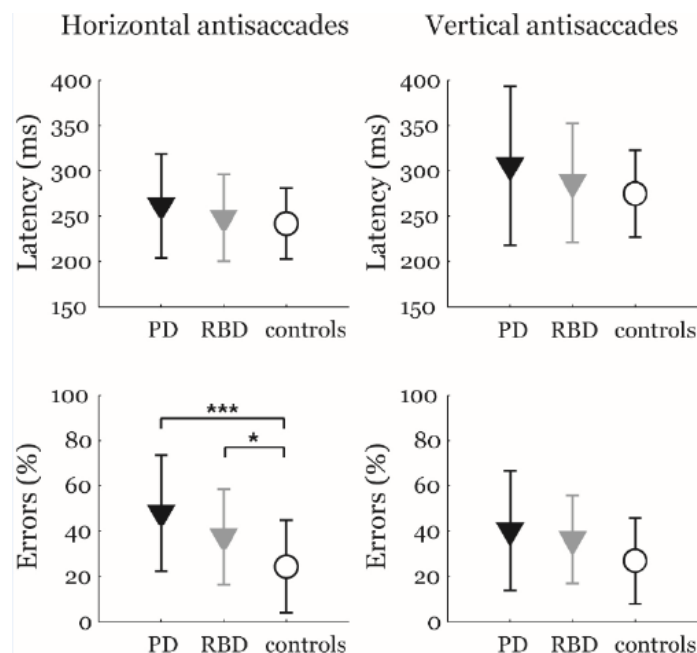 Horizontal antisaccades
Vertical antisaccades
Latency (ms)
400
350
300
250
200
150
PD RBD controls
Latency (ms)
400
350
300
250
200
150
PD RBD controls
Errors (%)
100
80
60
40
20
0
***
*
PD RBD controls
Errors (%)
100
80
60
40
20
0
PD RBD controls